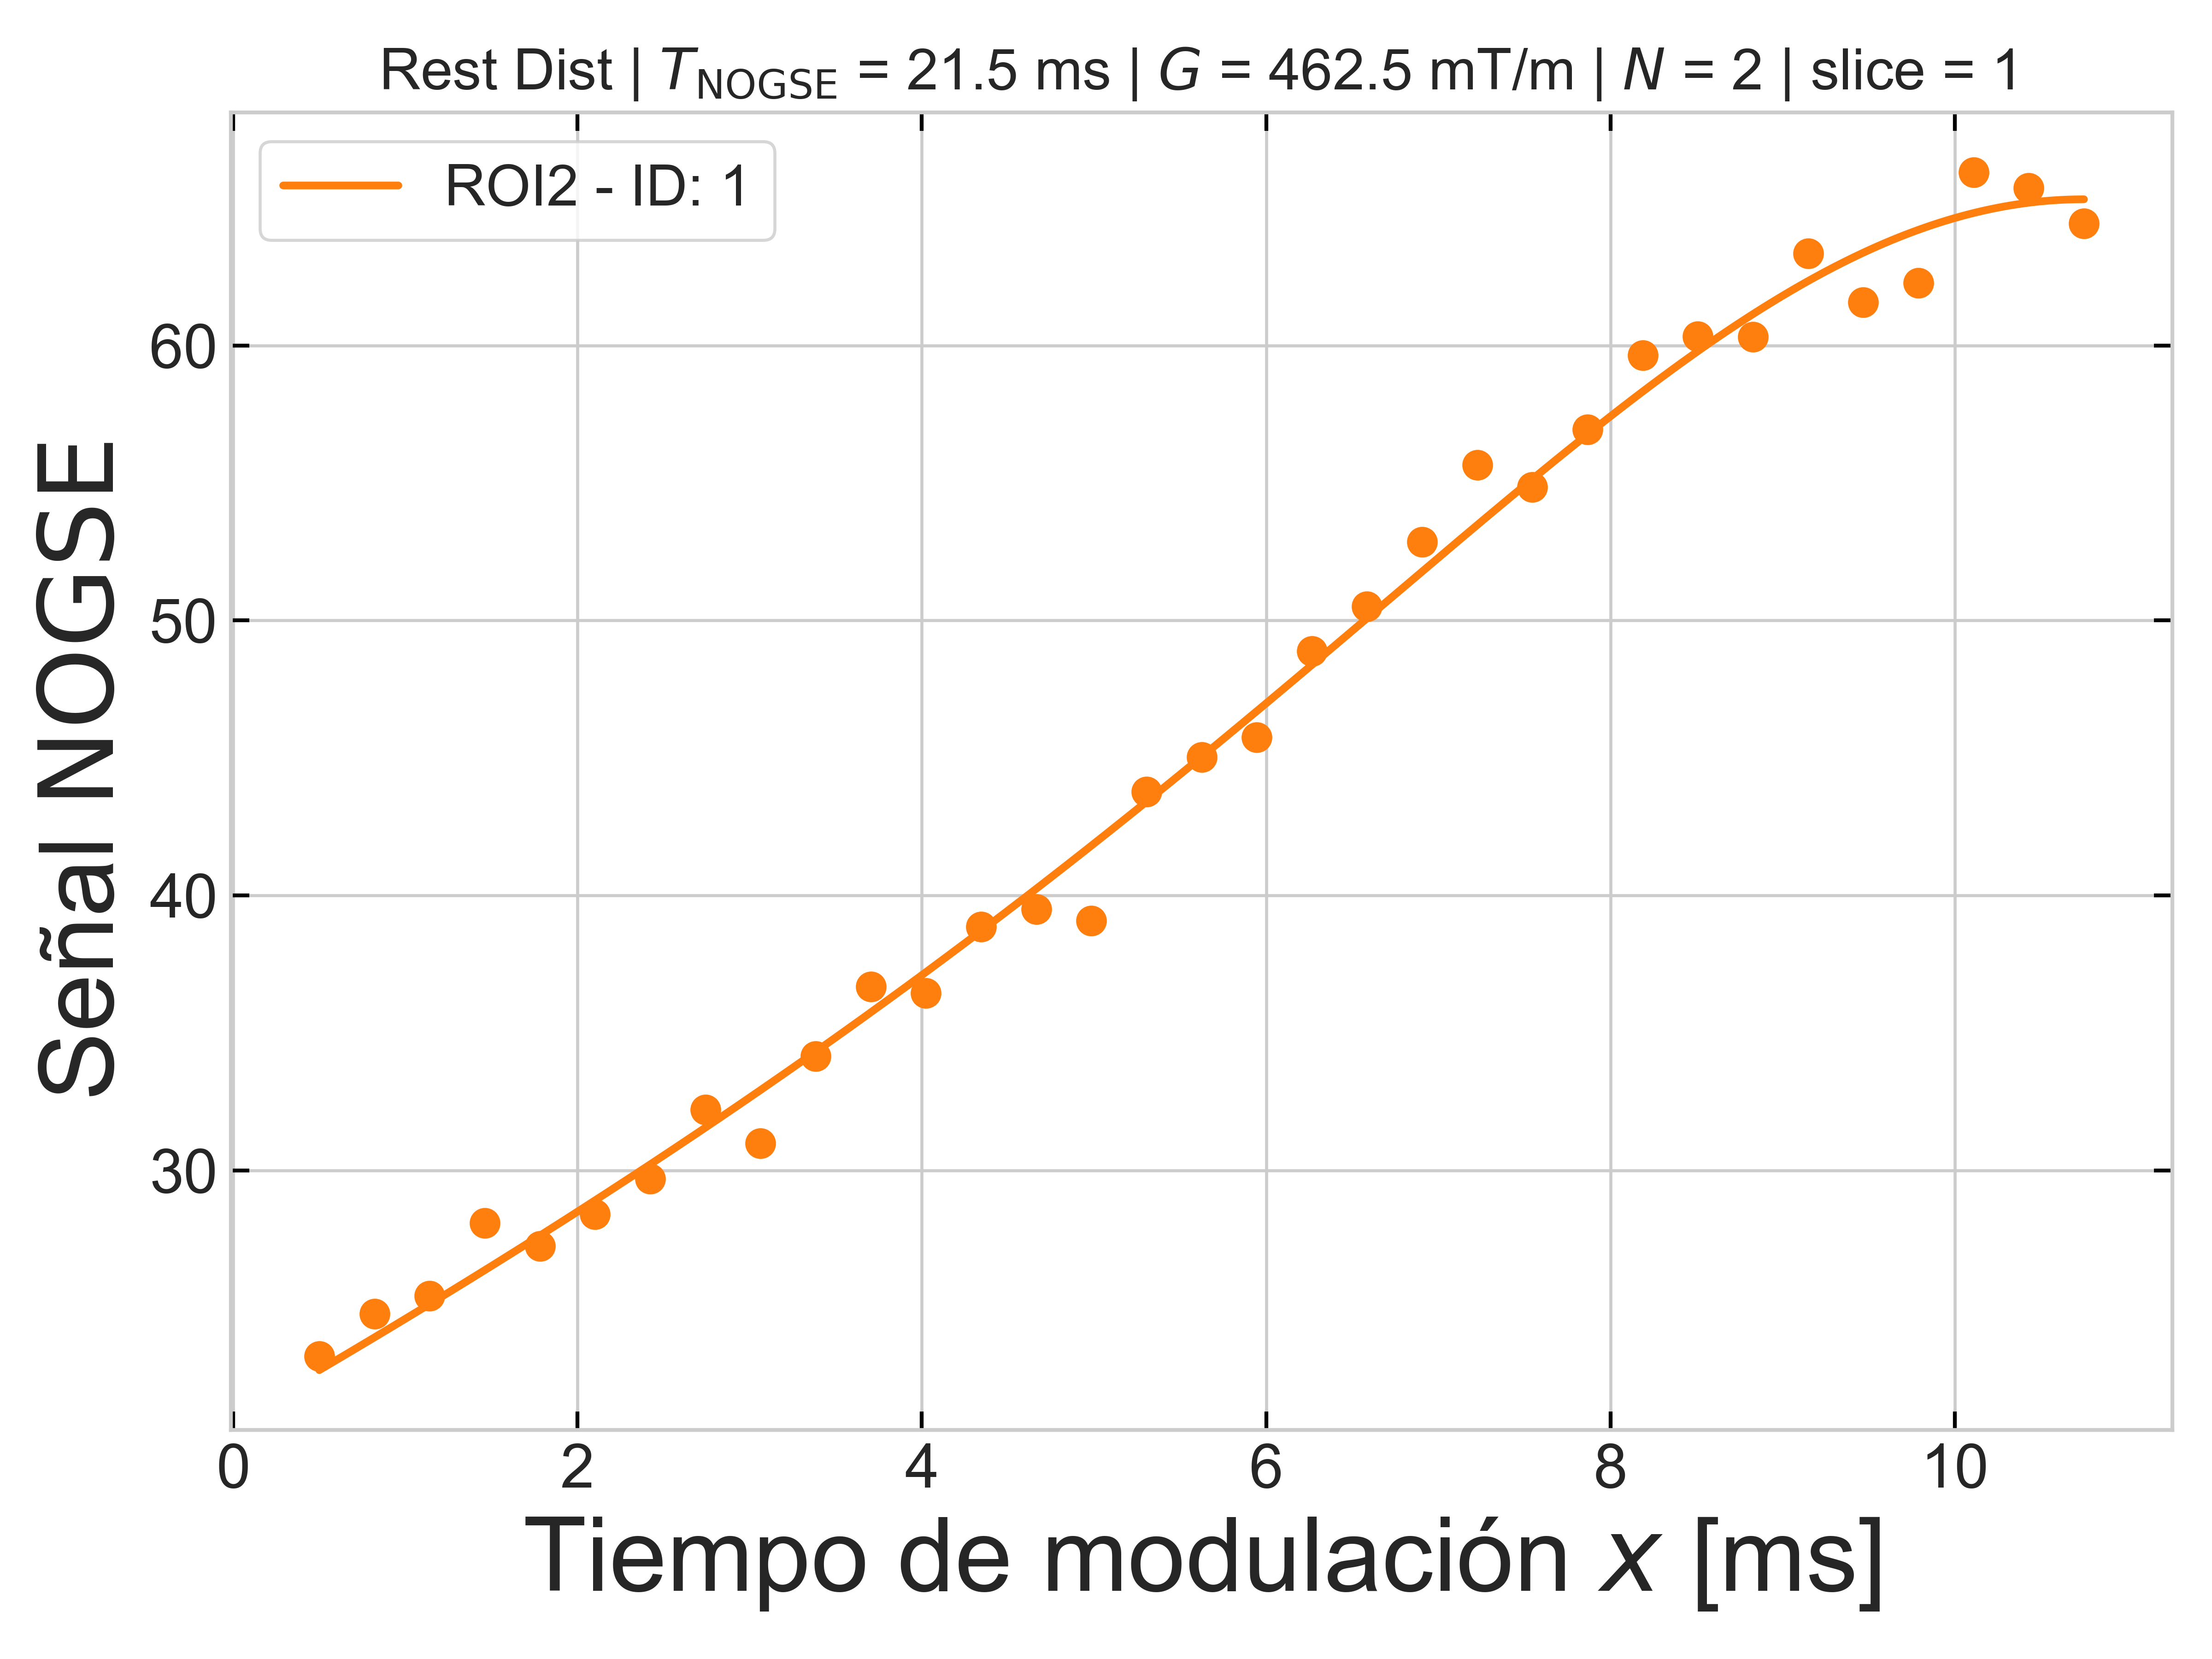 Rest Dist | T_NOGSE = 21.5 ms | G = 462.5 mT/m | N = 2 | slice = 1
ROI2 - ID: 1
Señal NOGSE
60
50
40
30
0 2 4 6 8 10
Tiempo de modulación x [ms]